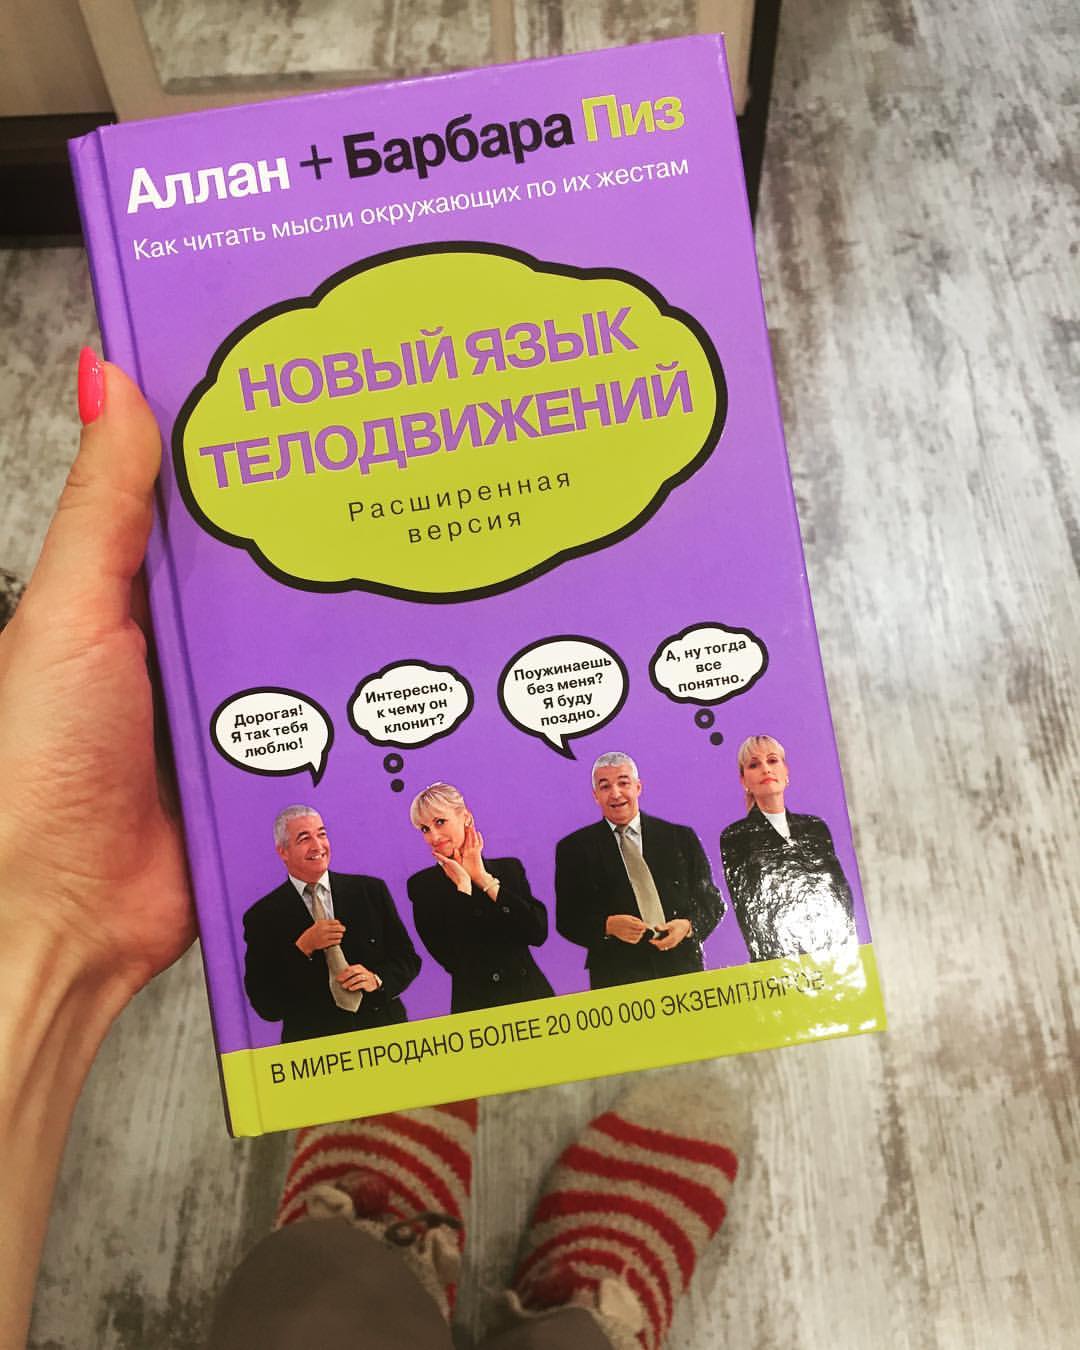 Аллан + Барбара Пиз
Как читать мысли окружающих по их жестам
НОВЫЙ ЯЗЫК
ТЕЛОДВИЖЕНИЙ
Расширенная
версия
Дорогая!
Я так тебя
люблю!
Интересно,
к чему он
клонит?
Поужинаешь
без меня?
Я буду
поздно.
А, ну тогда
все
понятно.
В МИРЕ ПРОДАНО БОЛЕЕ 20 000 000 ЭКЗЕМПЛЯРОВ